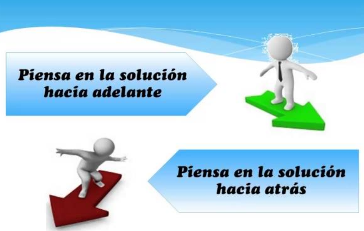 Piensa en la solución
hacia adelante
Piensa en la solución
hacia atrás